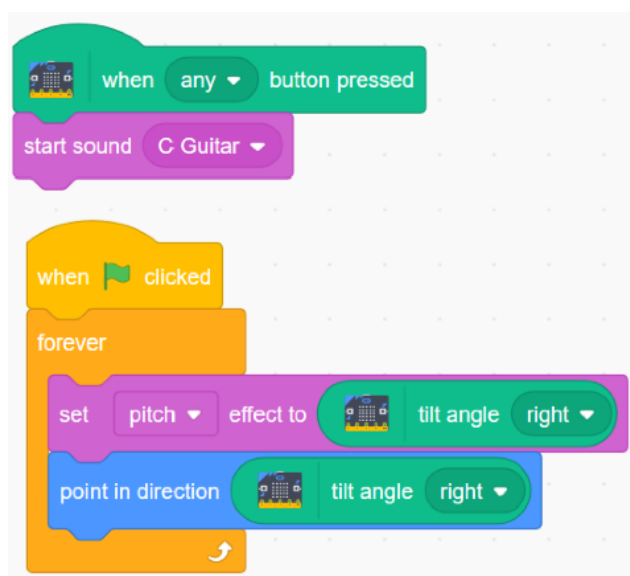 when any button pressed
start sound C Guitar
when clicked
forever
set pitch effect to tilt angle right
point in direction tilt angle right